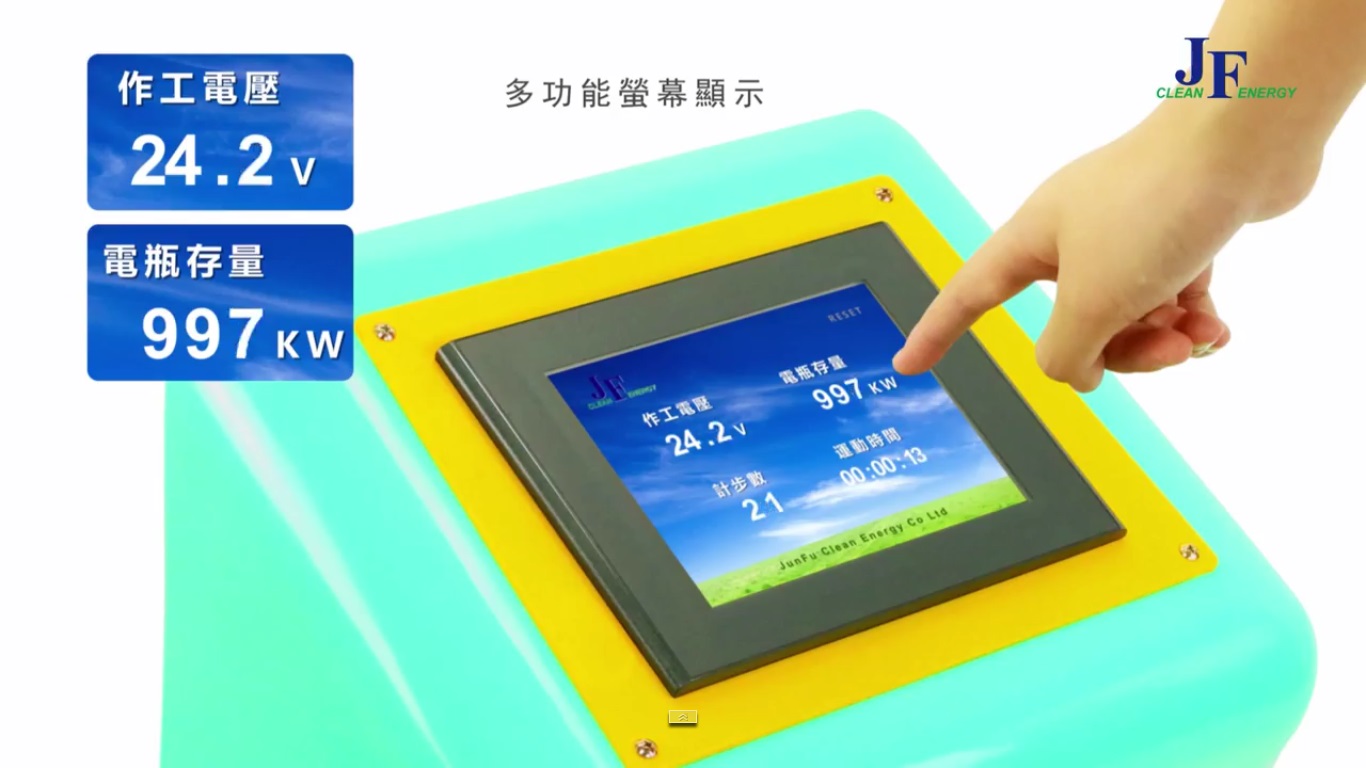 作工電壓
24.2 V
電瓶存量
997 KW
多功能螢幕顯示
JF
CLEAN ENERGY
RESET
JF
CLEAN ENERGY
作工電壓
24.2 V
電瓶存量
997 KW
計步數
21
運動時間
00:00:13
JunFu Clean Energy Co Ltd